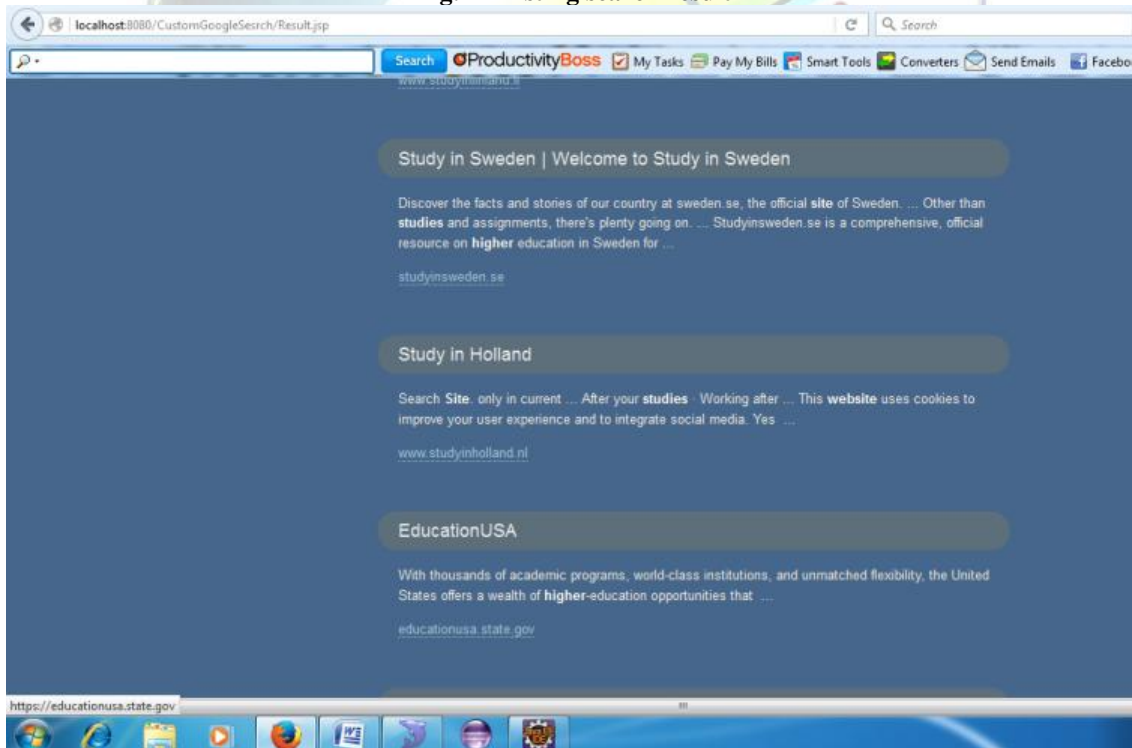 localhost:8080/CustomGoogleSesrch/Result.jsp
Search
Search ProductivityBoss My Tasks Pay My Bills Smart Tools Converters Send Emails Facebo
Study in Sweden | Welcome to Study in Sweden
Discover the facts and stories of our country at sweden.se, the official site of Sweden. ... Other than
studies and assignments, there's plenty going on. ... Studyinsweden.se is a comprehensive, official
resource on higher education in Sweden for ...
studyinsweden.se
Study in Holland
Search Site. only in current ... After your studies · Working after ... This website uses cookies to
improve your user experience and to integrate social media. Yes ...
www.studyinholland.nl
EducationUSA
With thousands of academic programs, world-class institutions, and unmatched flexibility, the United
States offers a wealth of higher-education opportunities that ...
educationusa.state.gov
https://educationusa.state.gov